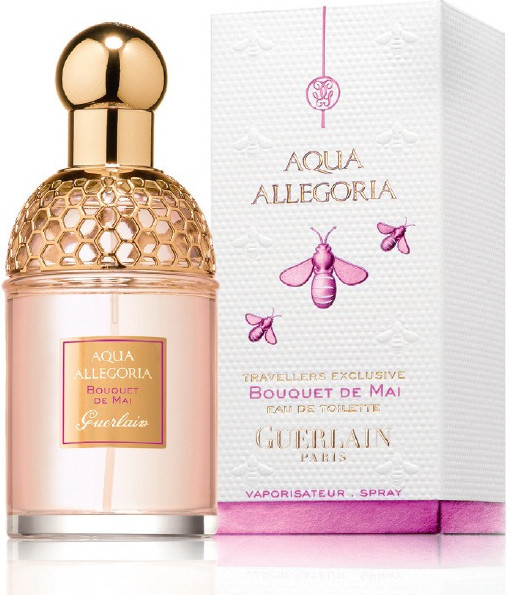 AQUA
ALLEGORIA
BOUQUET
DE MAI
Guerlain
AQUA
ALLEGORIA
TRAVELLERS EXCLUSIVE
BOUQUET DE MAI
EAU DE TOILETTE
GUERLAIN
PARIS
VAPORISATEUR . SPRAY